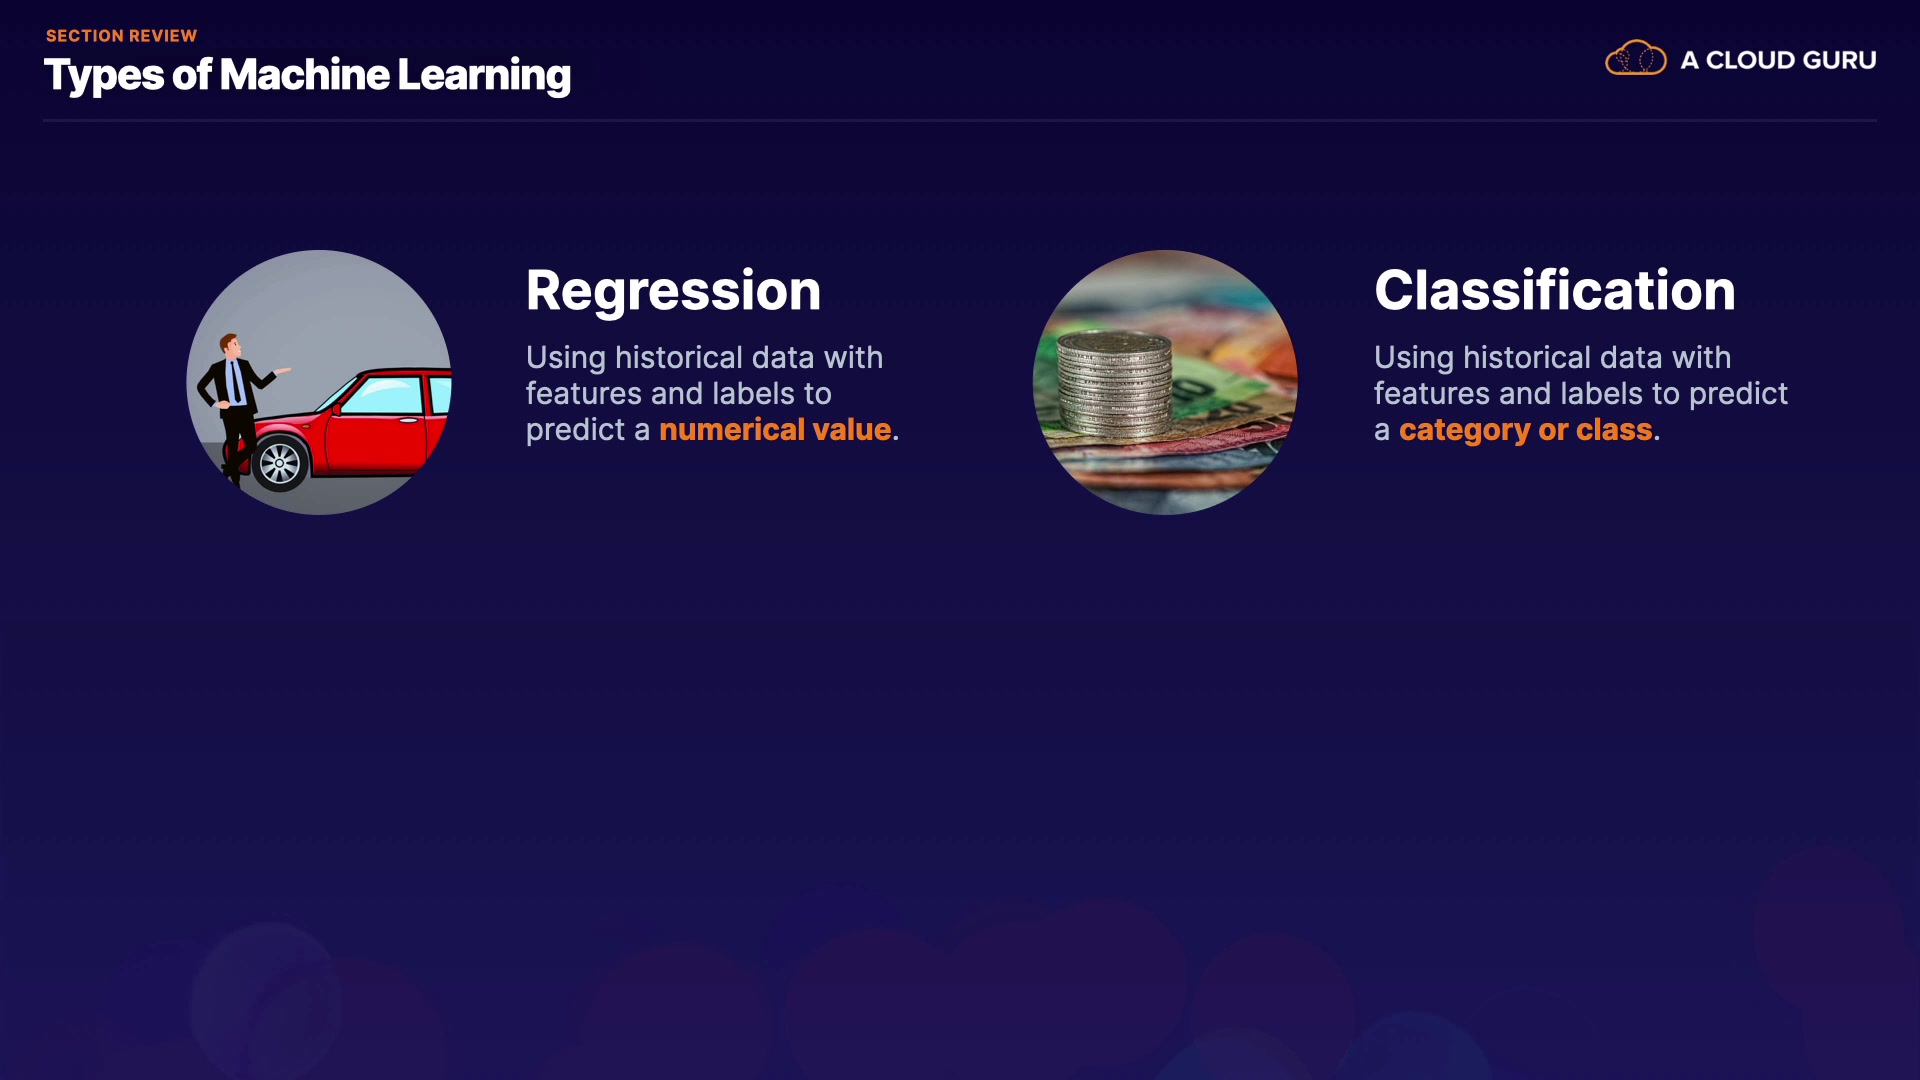 SECTION REVIEW
Types of Machine Learning
A CLOUD GURU
Regression
Using historical data with
features and labels to
predict a numerical value.
Classification
Using historical data with
features and labels to predict
a category or class.